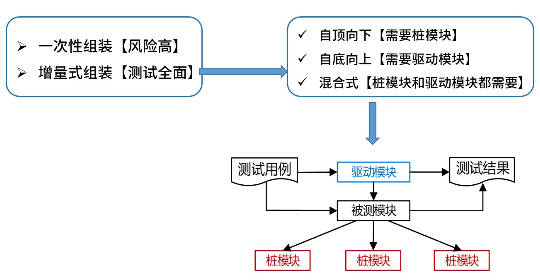 一次性组装【风险高】
增量式组装【测试全面】
自顶向下【需要桩模块】
自底向上【需要驱动模块】
混合式【桩模块和驱动模块都需要】
测试用例
驱动模块
测试结果
被测模块
桩模块
桩模块
桩模块